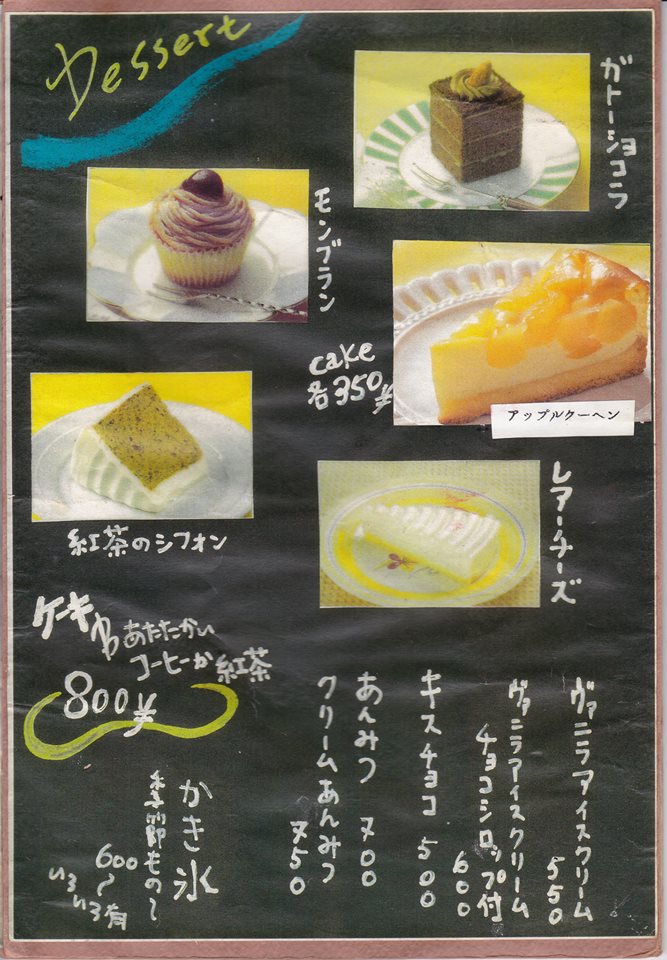 Dessert
ガトーショコラ
モンブラン
cake
各350¥
アップルクーヘン
紅茶のシフォン
レアーチーズ
ケーキ
あたたかい
コーヒーか紅茶
800¥
ヴァニラアイスクリーム
550
ヴァニラアイスクリーム
チョコシロップ付
600
キスチョコ 500
あんみつ 700
クリームあんみつ
750
かき氷
季節もの〜
600〜
いろいろ有